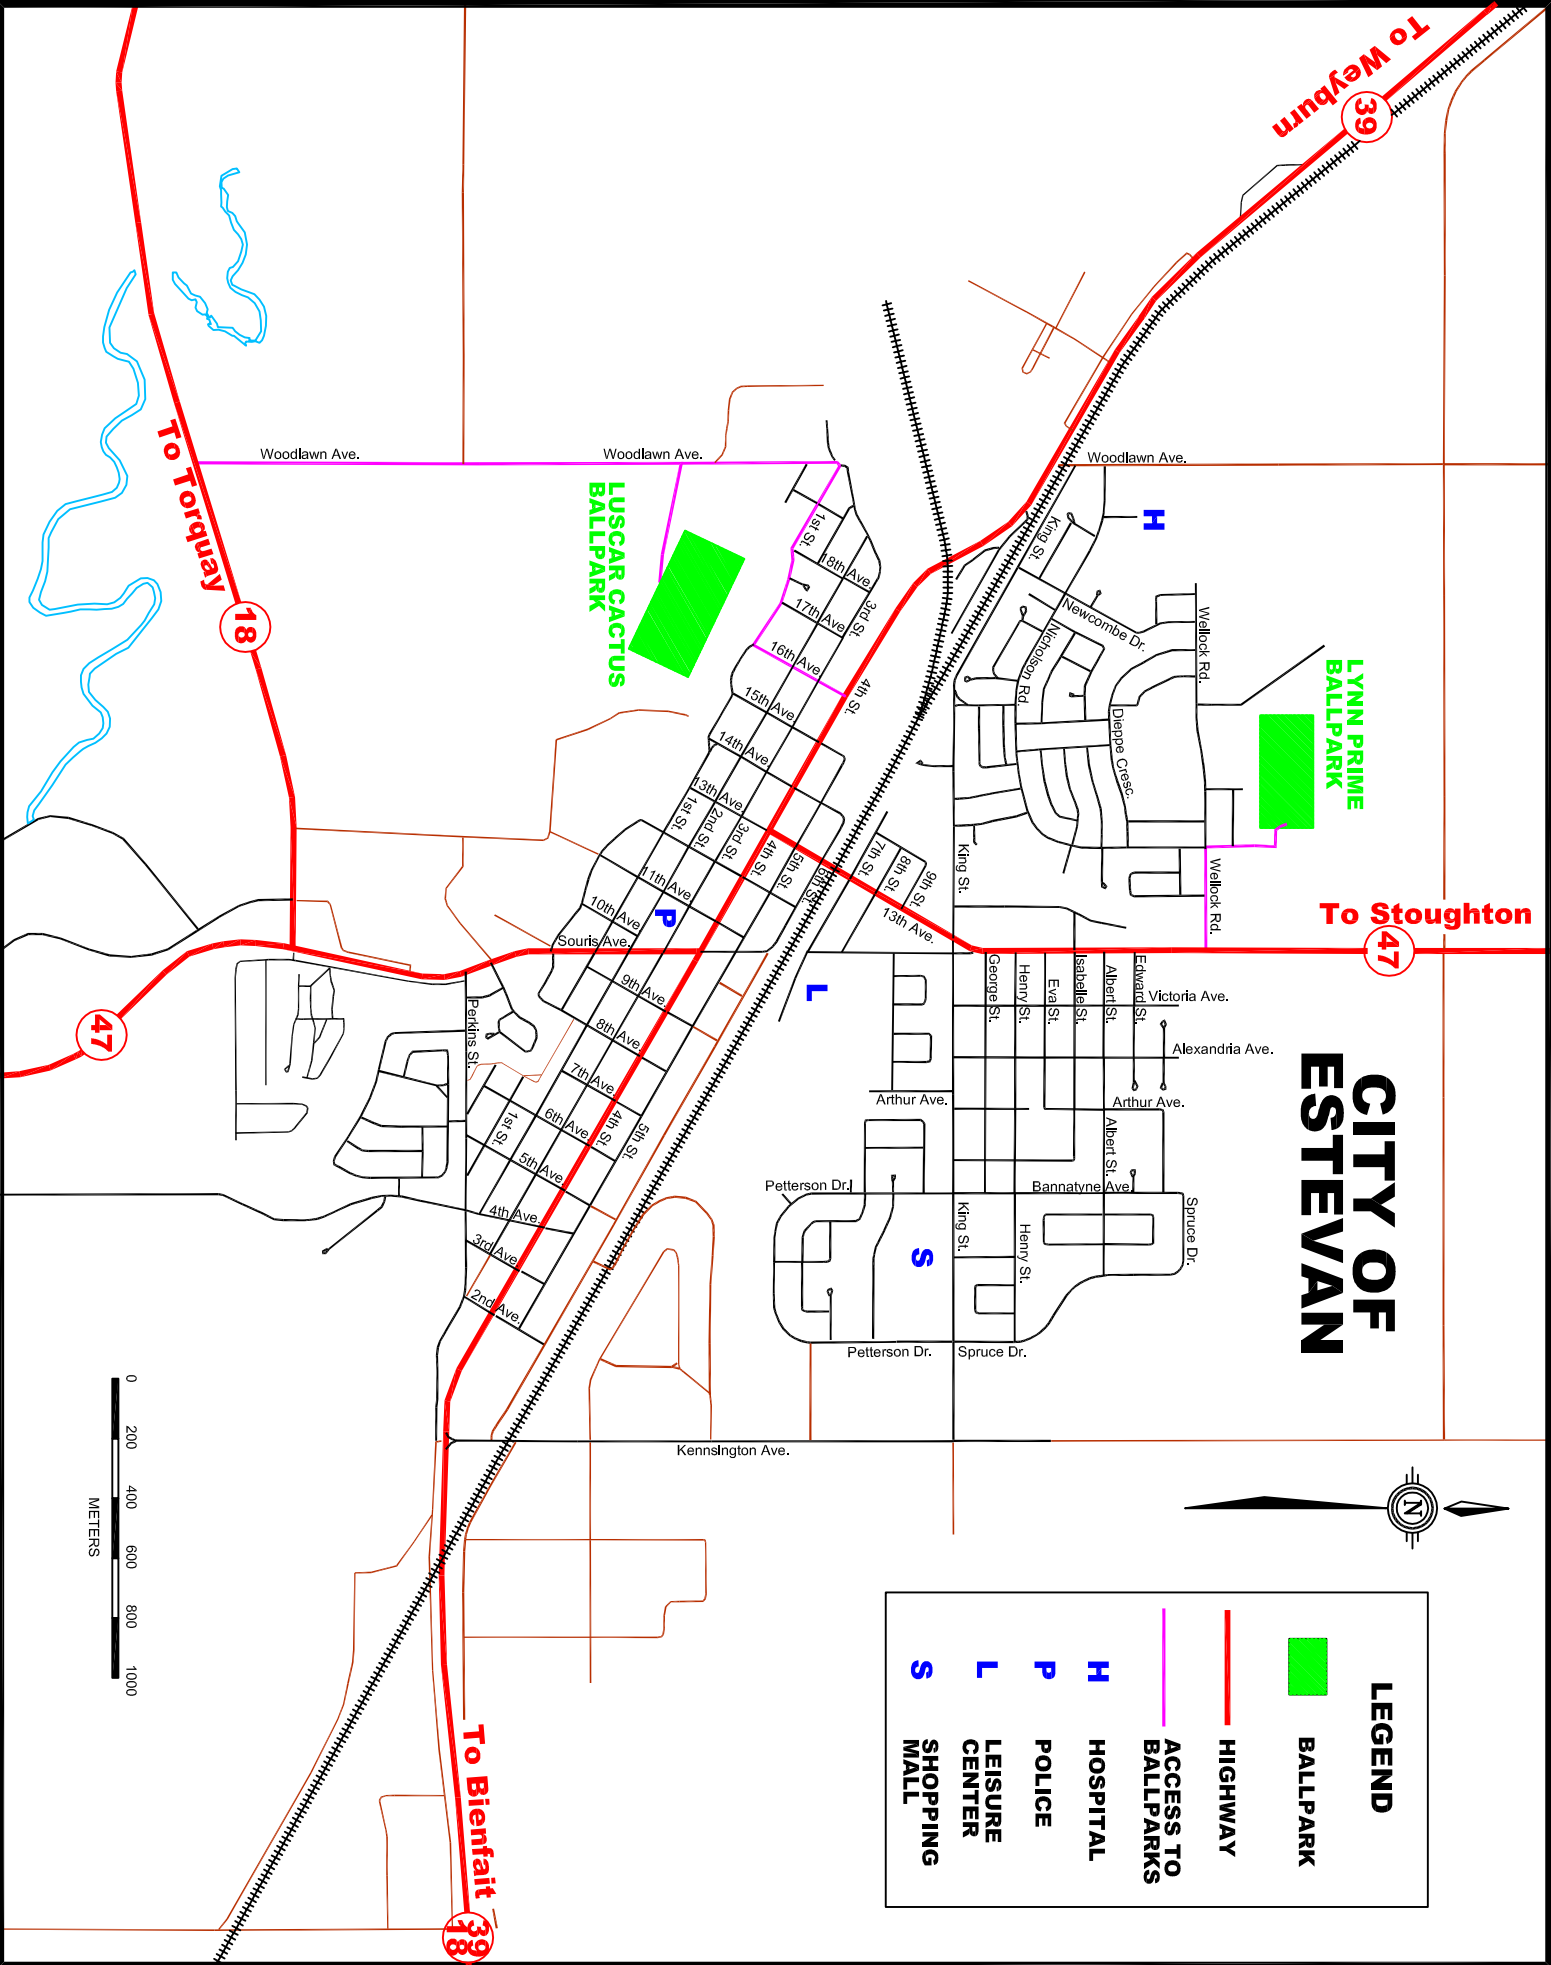 CITY OF
ESTEVAN
LEGEND
BALLPARK
HIGHWAY
ACCESS TO
BALLPARKS
H
HOSPITAL
P
POLICE
L
LEISURE
CENTER
S
SHOPPING
MALL
N
To Weyburn
39
To Stoughton
47
To Torquay
18
47
To Bienfait
39
18
LYNN PRIME
BALLPARK
LUSCAR CACTUS
BALLPARK
H
P
L
S
Woodlawn Ave.
Woodlawn Ave.
Woodlawn Ave.
King St.
Newcombe Dr.
Nicholson Rd.
Wellock Rd.
Dieppe Cresc.
Wellock Rd.
King St.
1st St.
18th Ave.
17th Ave
3rd St.
16th Ave
4th St.
15th Ave.
14th Ave.
13th Ave.
1st St.
2nd St.
3rd St.
4th St.
5th St.
6th St.
7th St.
8th St.
9th St.
13th Ave.
11th Ave.
10th Ave
Souris Ave.
9th Ave.
8th Ave.
7th Ave.
6th Ave.
5th Ave.
4th Ave.
3rd Ave.
2nd Ave.
1st St.
4th St.
5th St.
Perkins St.
George St.
Henry St.
Eva St.
Isabelle St.
Albert St.
Edward St.
Victoria Ave.
Alexandria Ave.
Arthur Ave.
Arthur Ave.
Albert St.
Bannatyne Ave.
Petterson Dr.
King St.
Henry St.
Spruce Dr.
Petterson Dr.
Spruce Dr.
KennsIngton Ave.
0
200
400
600
800
1000
METERS